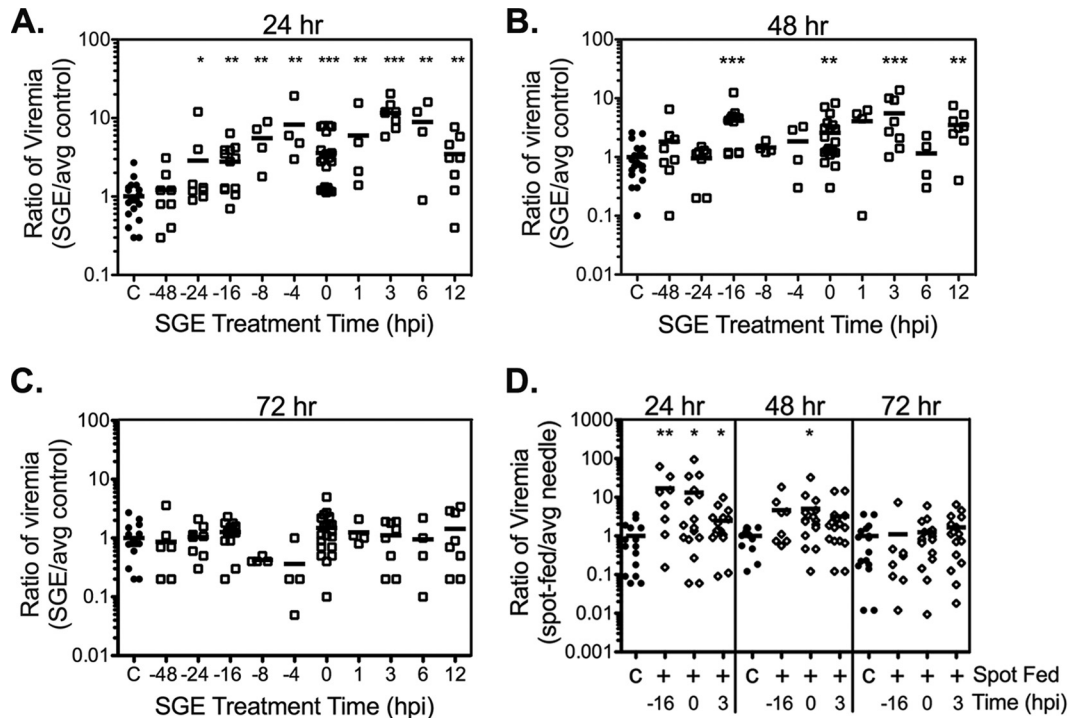 A.
24 hr
Ratio of Viremia
(SGE/avg control)
100
10
1
0.1
* ** ** ** *** ** *** ** **
C -48 -24 -16 -8 -4 0 1 3 6 12
SGE Treatment Time (hpi)
B.
48 hr
Ratio of viremia
(SGE/avg control)
100
10
1
0.1
0.01
*** ** *** **
C -48 -24 -16 -8 -4 0 1 3 6 12
SGE Treatment Time (hpi)
C.
72 hr
Ratio of viremia
(SGE/avg control)
100
10
1
0.1
0.01
C -48 -24 -16 -8 -4 0 1 3 6 12
SGE Treatment Time (hpi)
D.
24 hr 48 hr 72 hr
Ratio of Viremia
(spot-fed/avg needle)
1000
100
10
1
0.1
0.01
0.001
** * * *
C + + + C + + + C + + + Spot Fed
-16 0 3 -16 0 3 -16 0 3 Time (hpi)